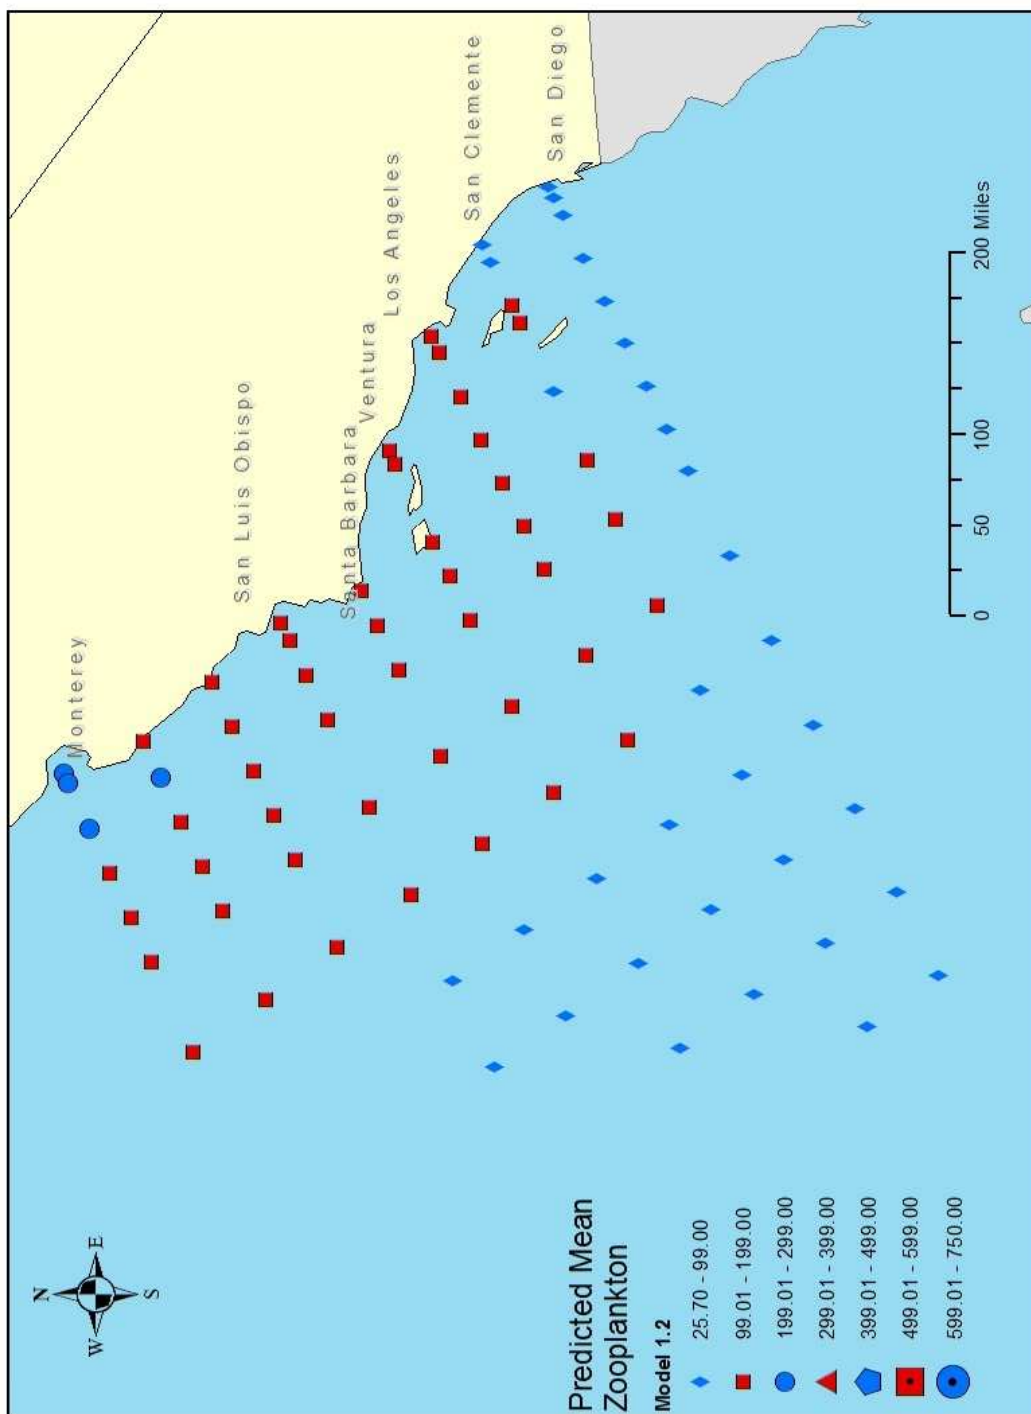 Monterey
San Luis Obispo
Santa Barbara
Ventura
Los Angeles
San Clemente
San Diego
N
W
E
S
Predicted Mean
Zooplankton
Model 1.2
25.70 - 99.00
99.01 - 199.00
199.01 - 299.00
299.01 - 399.00
399.01 - 499.00
499.01 - 599.00
599.01 - 750.00
0 50 100 200 Miles